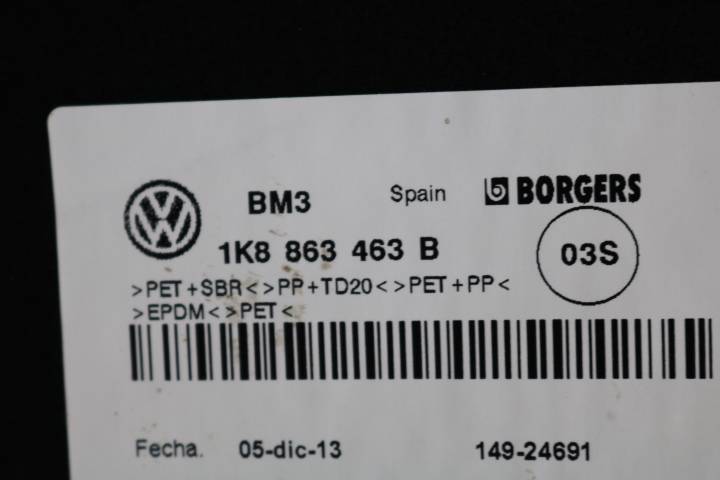 BM3 Spain BORGERS
1K8 863 463 B 03S
>PET+SBR<>PP+TD20<>PET+PP<
>EPDM<>PET<
Fecha. 05-dic-13 149-24691